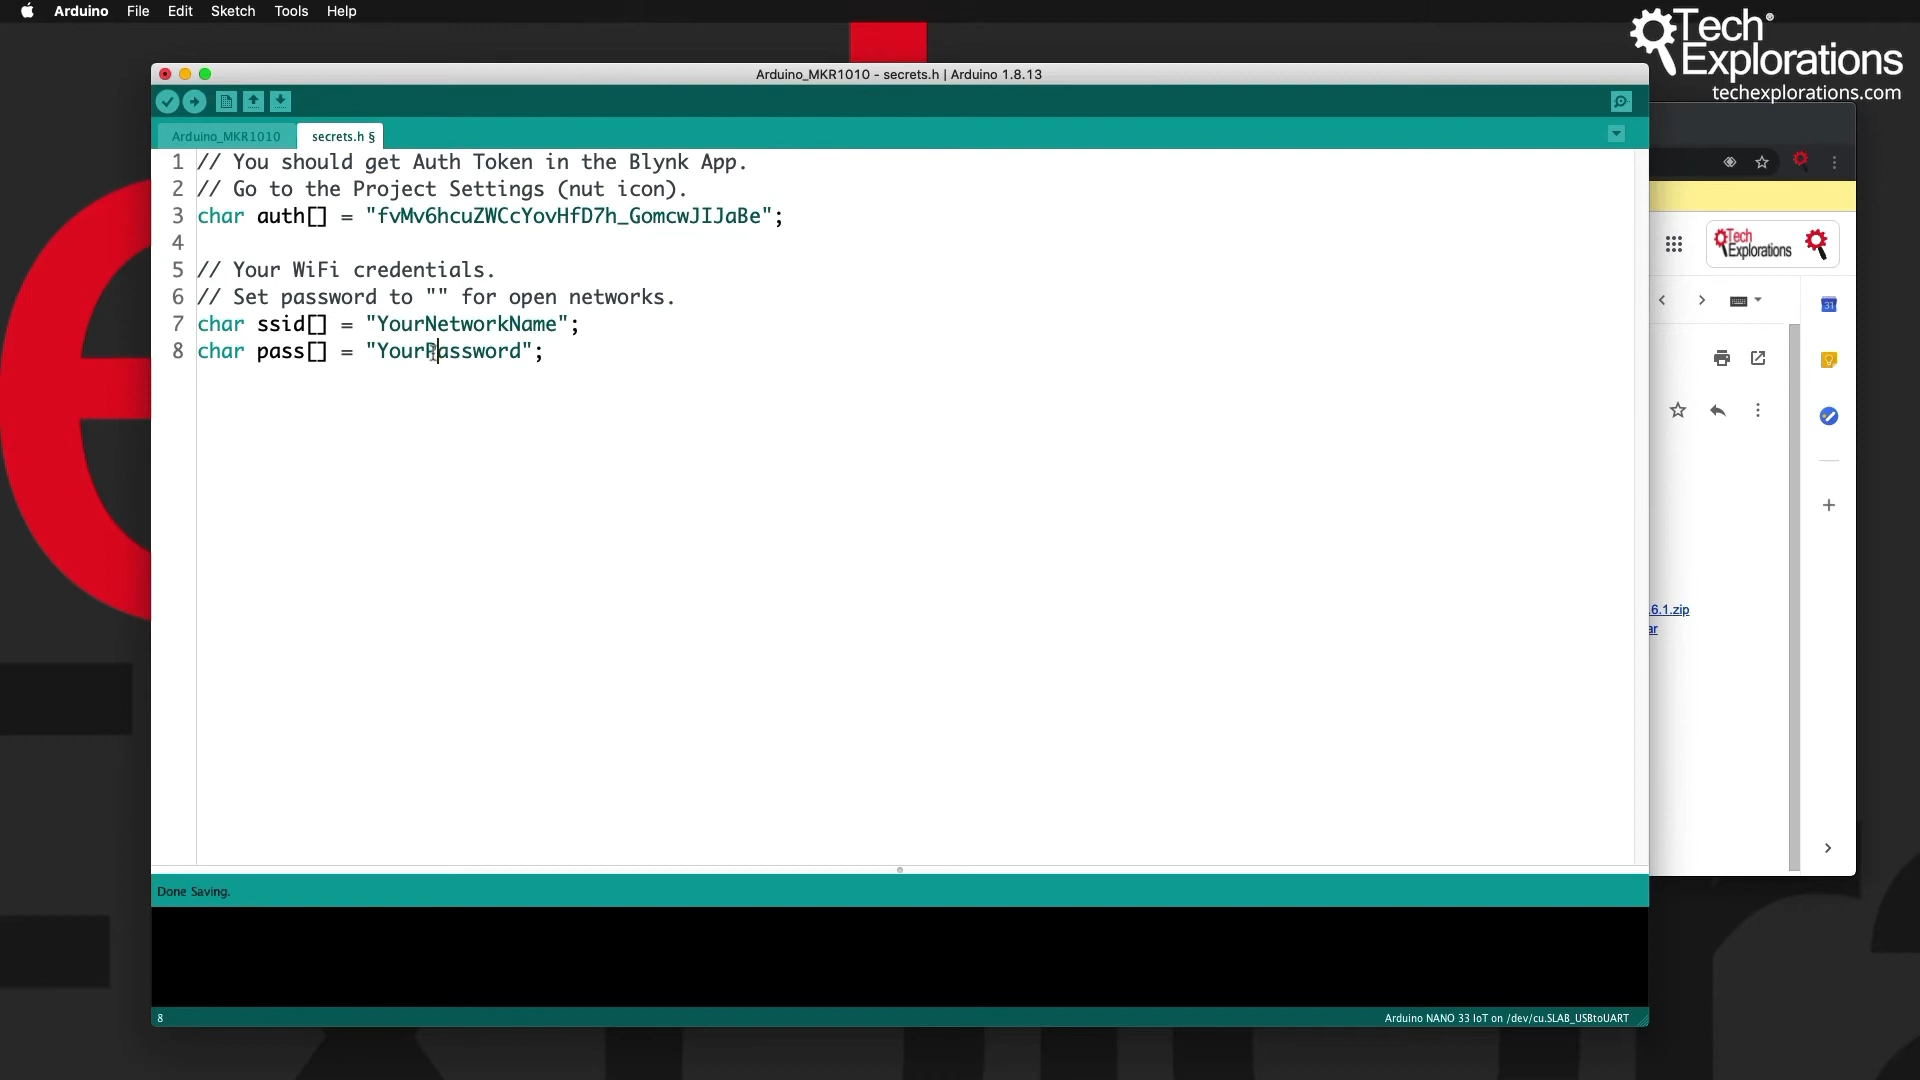 Arduino File Edit Sketch Tools Help
Tech®
Explorations
techexplorations.com
Arduino_MKR1010 - secrets.h | Arduino 1.8.13
Arduino_MKR1010 secrets.h §
1 // You should get Auth Token in the Blynk App.
2 // Go to the Project Settings (nut icon).
3 char auth[] = "fvMv6hcuZWCcYovHfD7h_GomcwJIJaBe";
4
5 // Your WiFi credentials.
6 // Set password to "" for open networks.
7 char ssid[] = "YourNetworkName";
8 char pass[] = "YourPassword";
Tech
Explorations
31
6.1.zip
ar
Done Saving.
8 Arduino NANO 33 IoT on /dev/cu.SLAB_USBtoUART